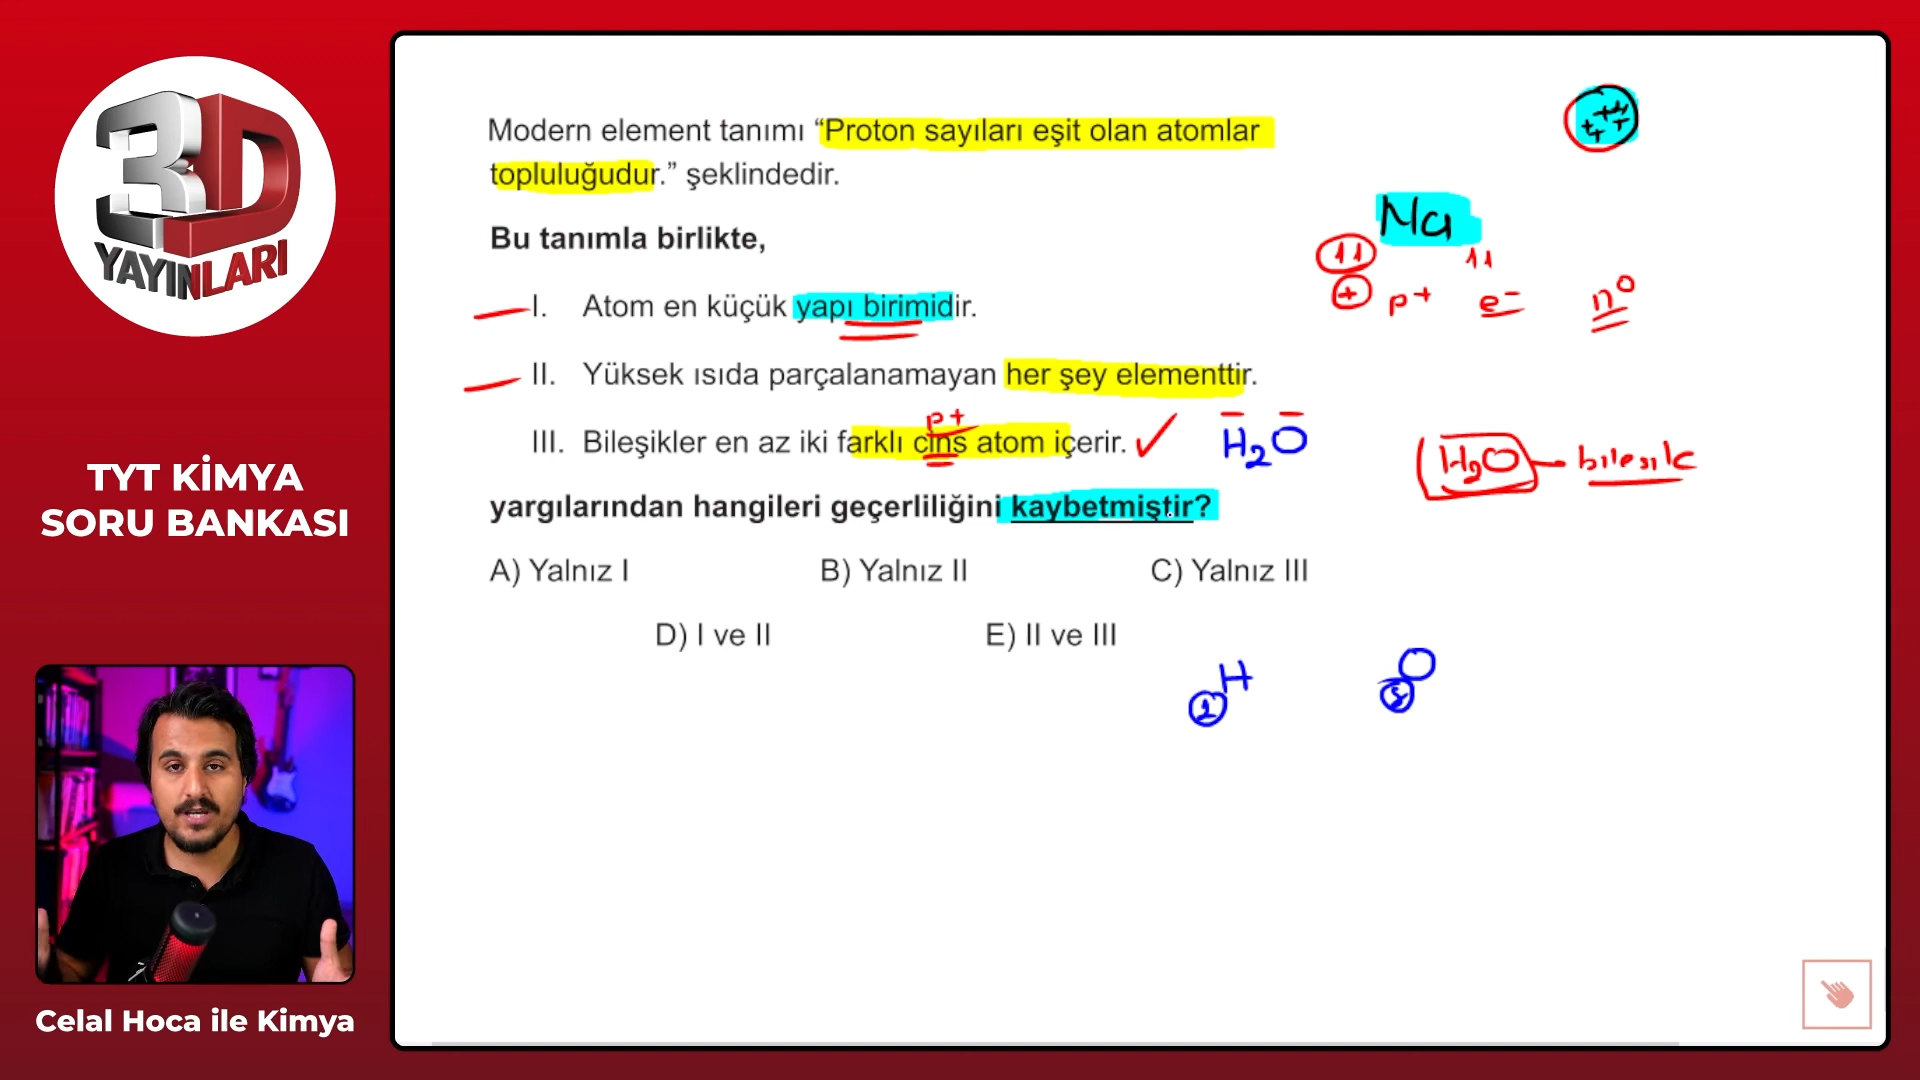 3D
YAYINLARI
TYT KİMYA
SORU BANKASI
Celal Hoca ile Kimya
Modern element tanımı “Proton sayıları eşit olan atomlar
topluluğudur.” şeklindedir.
Bu tanımla birlikte,
I. Atom en küçük yapı birimidir.
II. Yüksek ısıda parçalanamayan her şey elementtir.
p+
III. Bileşikler en az iki farklı cins atom içerir. ✓ H₂O
yargılarından hangileri geçerliliğini kaybetmiştir?
A) Yalnız I B) Yalnız II C) Yalnız III
D) I ve II E) II ve III
Na
11 11
+ p+ e- n⁰
H₂O bileşik
H O
8